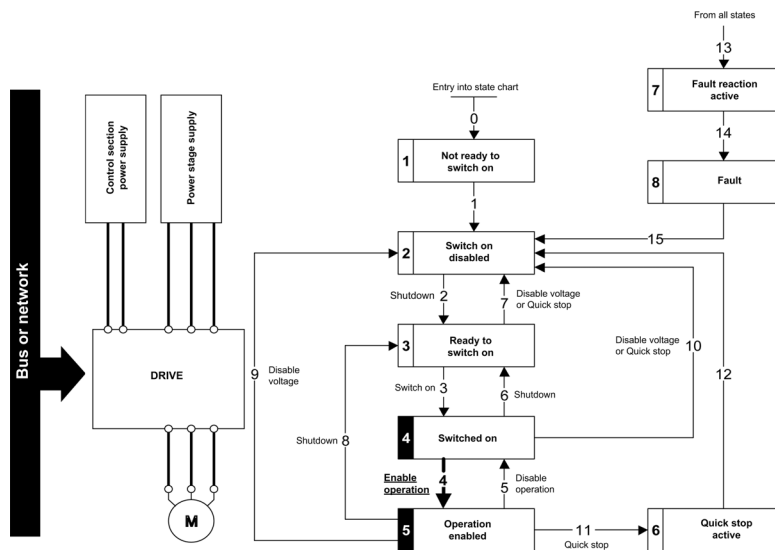 From all states
13
7
Fault reaction
active
14
8
Fault
15
Entry into state chart
0
1
Not ready to
switch on
1
2
Switch on
disabled
Shutdown 2
7 Disable voltage
or Quick stop
3
Ready to
switch on
Switch on 3
6 Shutdown
4
Switched on
Enable
operation
4
5 Disable
operation
5
Operation
enabled
11
Quick stop
6
Quick stop
active
Disable voltage
or Quick stop
10
12
9 Disable
voltage
Shutdown 8
Control section
power supply
Power stage supply
Bus or network
DRIVE
M